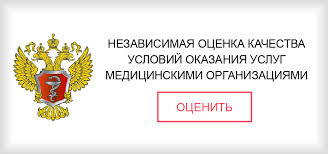 НЕЗАВИСИМАЯ ОЦЕНКА КАЧЕСТВА
УСЛОВИЙ ОКАЗАНИЯ УСЛУГ
МЕДИЦИНСКИМИ ОРГАНИЗАЦИЯМИ
ОЦЕНИТЬ